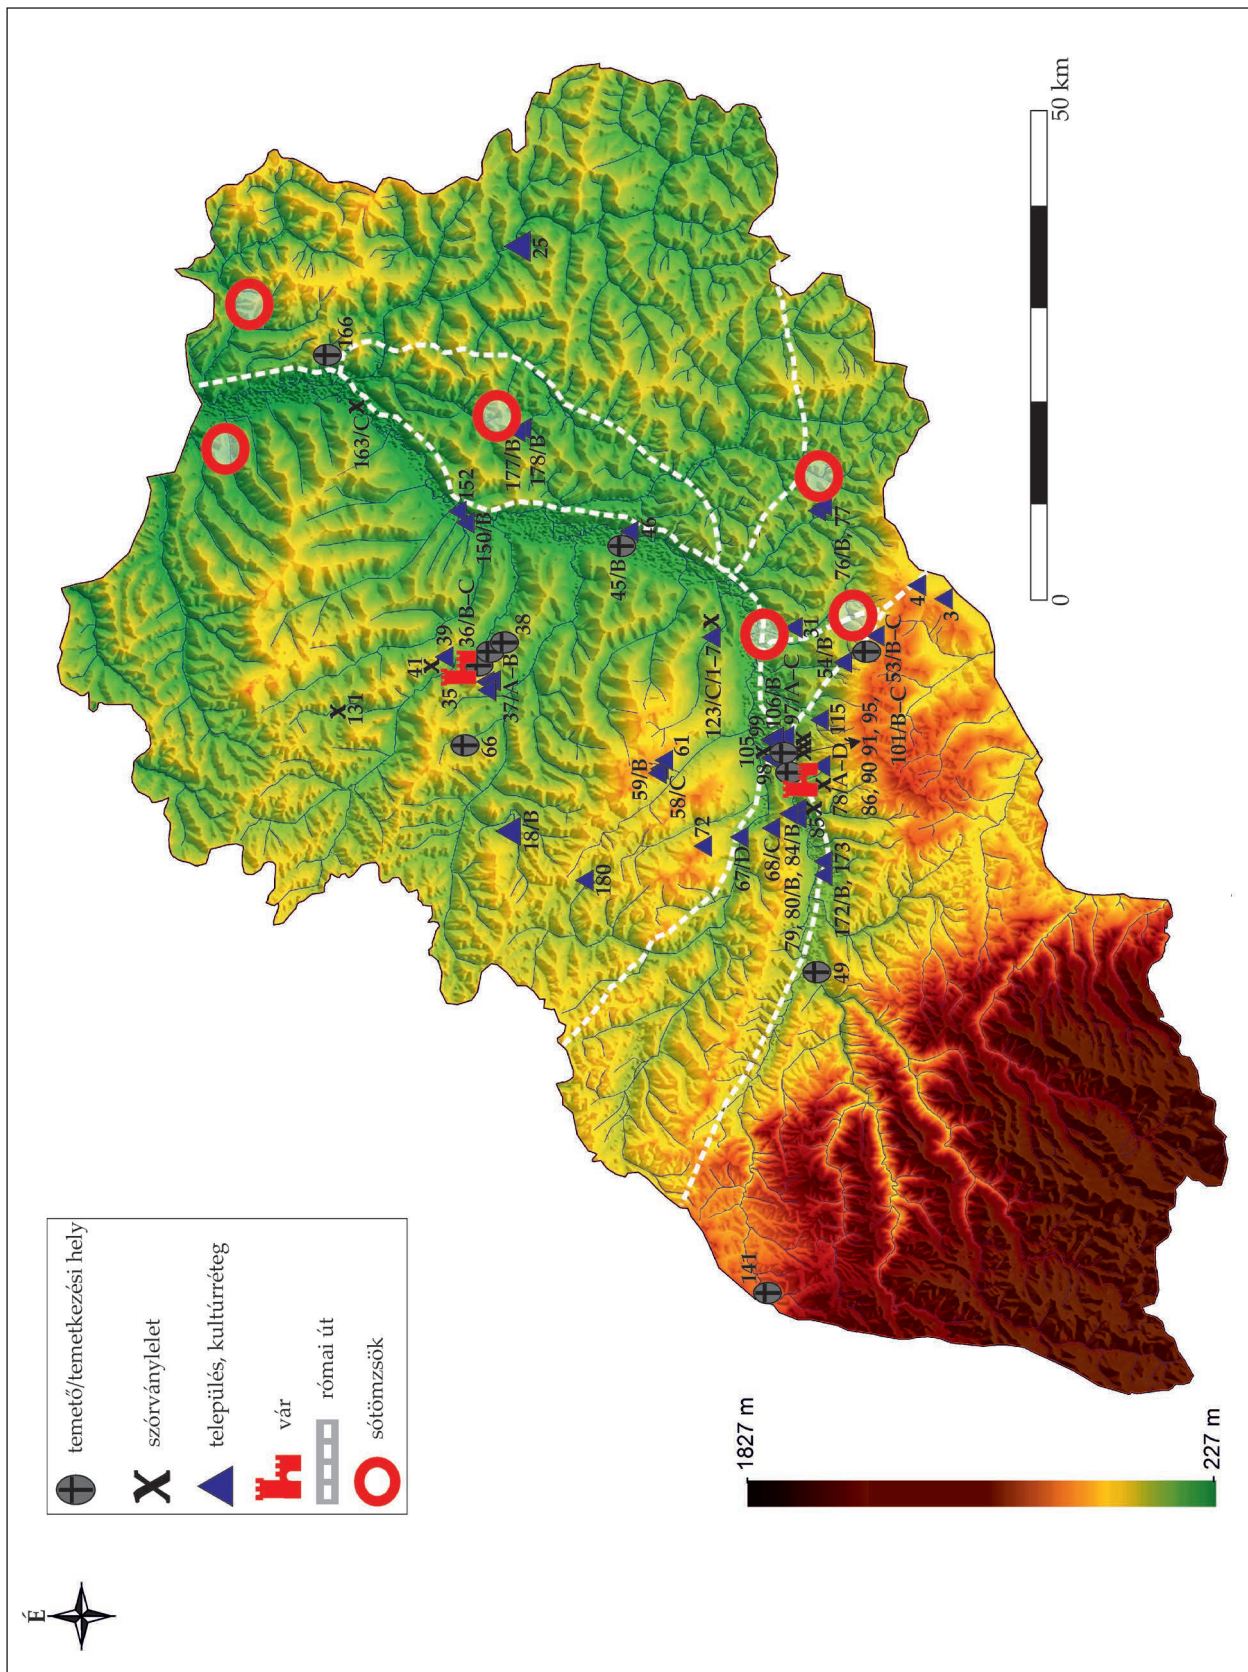 É
temető/temetkezési hely
szórványlelet
település, kultúrréteg
vár
római út
sótömzsök
1827 m
227 m
50 km
0
166
163/C
25
177/B
178/B
152
150/B
46
45/B
76/B, 77
4
3
39
36/B–C
38
41
35
37/A–B
131
66
123/C/1–7
31
54/B
53/B–C
59/B
61
58/C
18/B
180
72
67/D
68/C
105
99
98
106/B
97/A–C
115
78/A–D
86, 90 91, 95,
101/B–C
85
79, 80/B, 84/B
172/B, 173
49
141